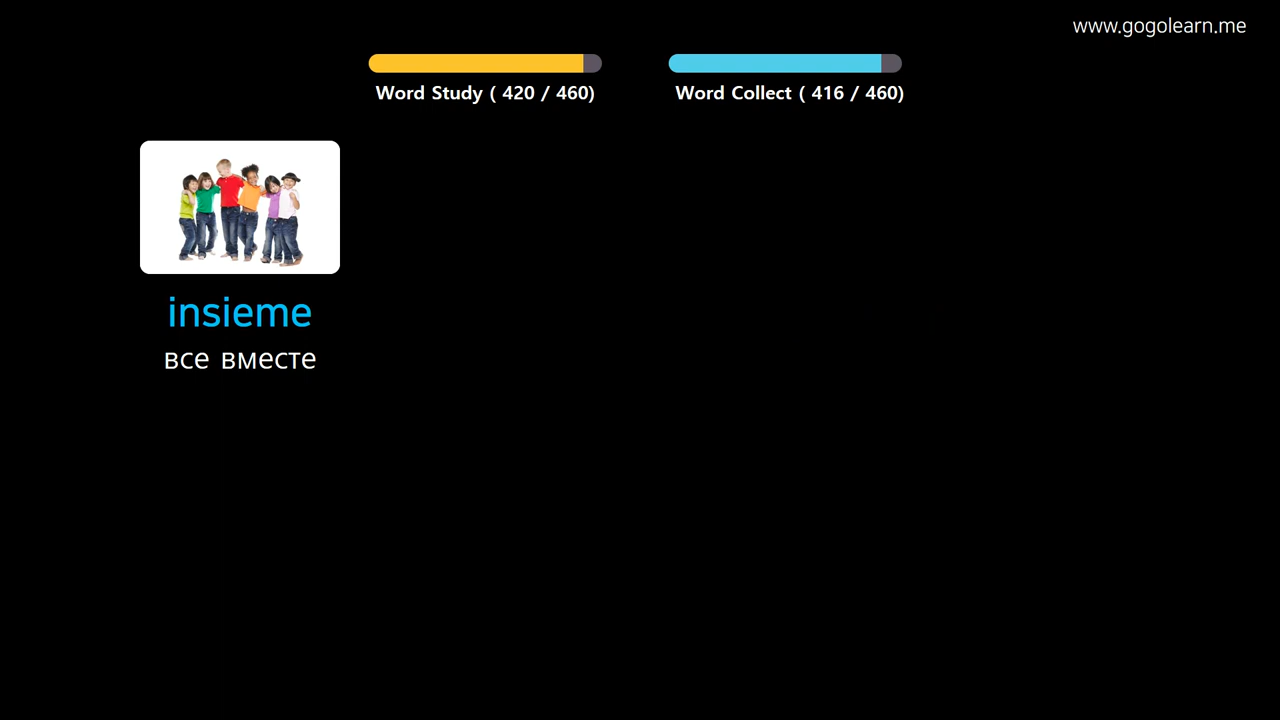 www.gogolearn.me
Word Study ( 420 / 460)
Word Collect ( 416 / 460)
insieme
все вместе